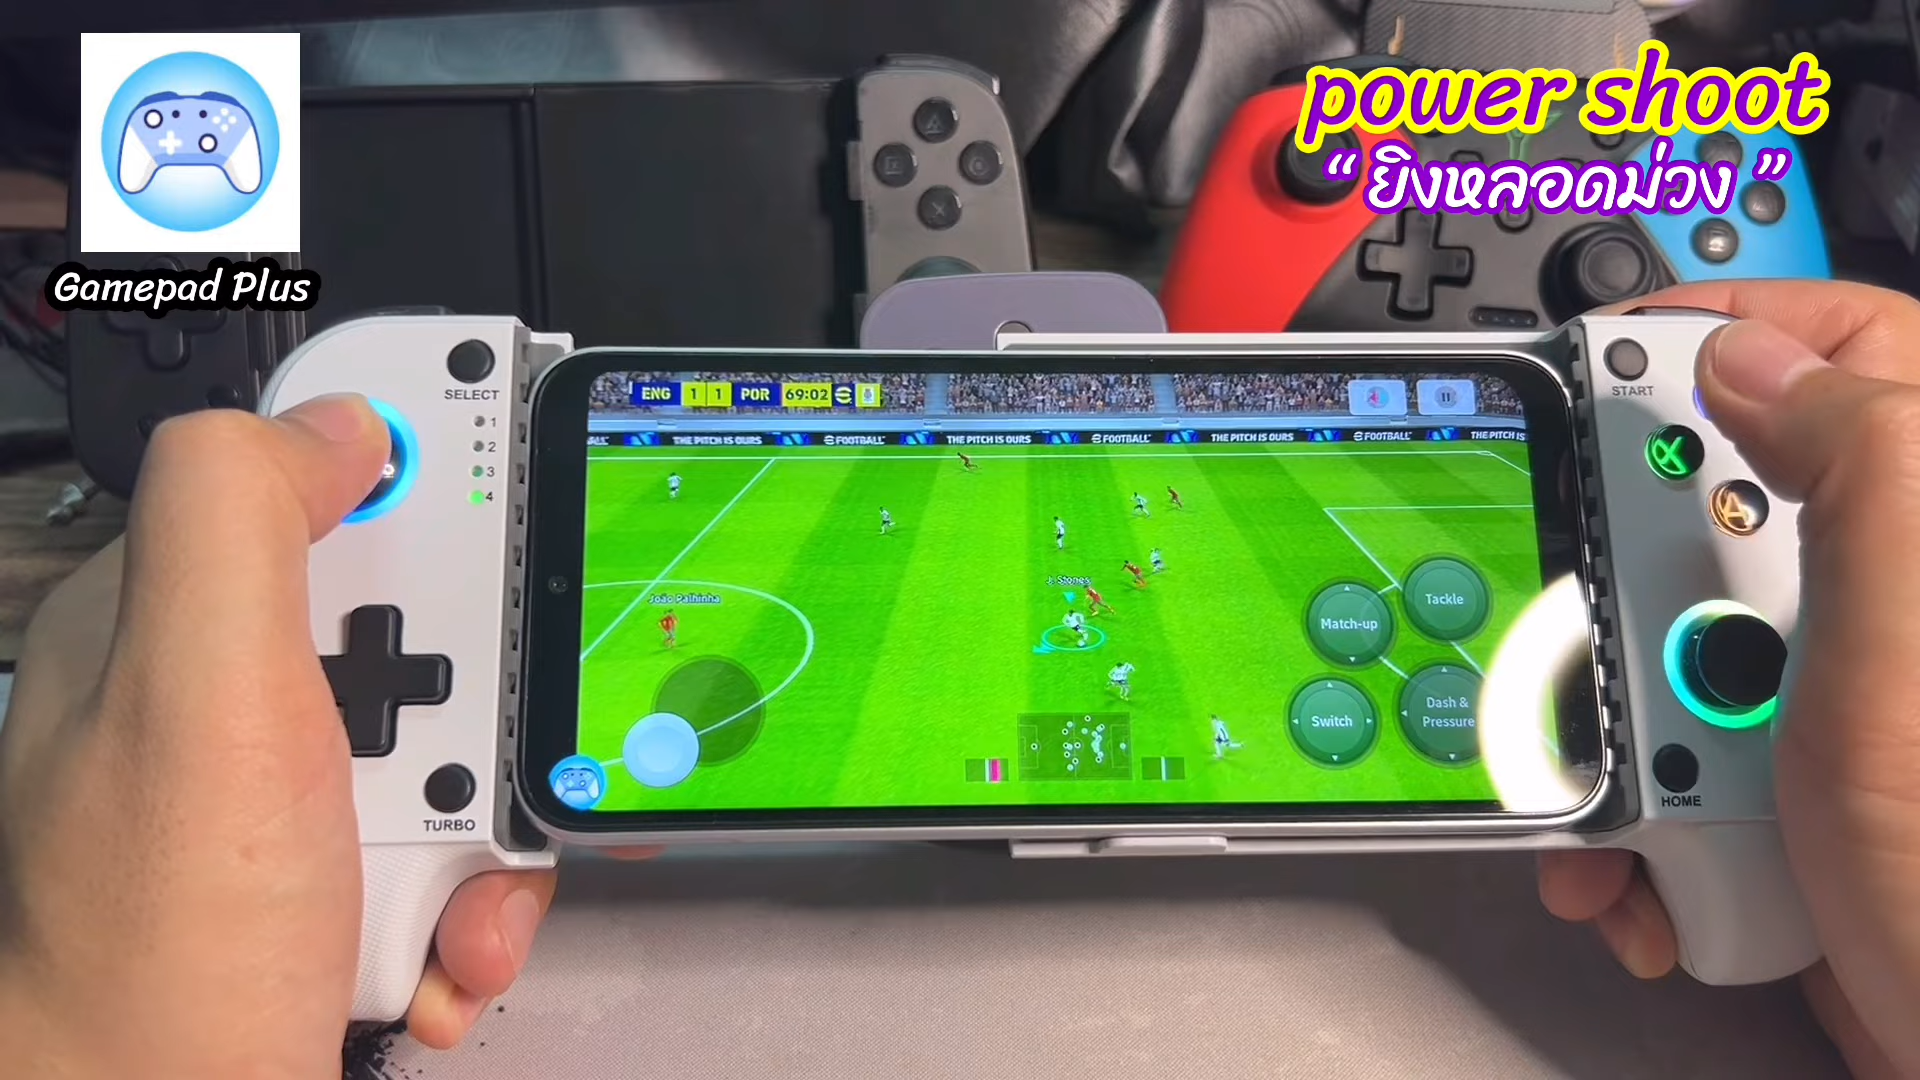 power shoot
“ ยิงหลอดม่วง ”
Gamepad Plus
SELECT
1
2
3
4
TURBO
START
X
A
HOME
ENG 1 1 POR 69:02
THE PITCH IS OURS
EFOOTBALL
THE PITCH IS OURS
EFOOTBALL
THE PITCH IS OURS
EFOOTBALL
THE PITCH IS
João Palhinha
J. Stones
Match-up
Tackle
Switch
Dash &
Pressure